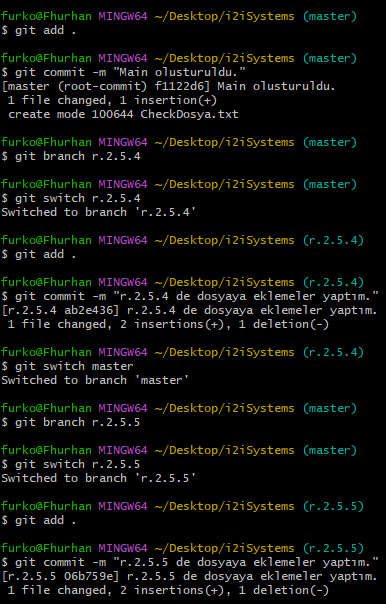 furko@Fhurhan MINGW64 ~/Desktop/i2iSystems (master)
$ git add .
furko@Fhurhan MINGW64 ~/Desktop/i2iSystems (master)
$ git commit -m "Main olusturuldu."
[master (root-commit) f1122d6] Main olusturuldu.
 1 file changed, 1 insertion(+)
 create mode 100644 CheckDosya.txt
furko@Fhurhan MINGW64 ~/Desktop/i2iSystems (master)
$ git branch r.2.5.4
furko@Fhurhan MINGW64 ~/Desktop/i2iSystems (master)
$ git switch r.2.5.4
Switched to branch 'r.2.5.4'
furko@Fhurhan MINGW64 ~/Desktop/i2iSystems (r.2.5.4)
$ git add .
furko@Fhurhan MINGW64 ~/Desktop/i2iSystems (r.2.5.4)
$ git commit -m "r.2.5.4 de dosyaya eklemeler yaptım."
[r.2.5.4 ab2e436] r.2.5.4 de dosyaya eklemeler yaptım.
 1 file changed, 2 insertions(+), 1 deletion(-)
furko@Fhurhan MINGW64 ~/Desktop/i2iSystems (r.2.5.4)
$ git switch master
Switched to branch 'master'
furko@Fhurhan MINGW64 ~/Desktop/i2iSystems (master)
$ git branch r.2.5.5
furko@Fhurhan MINGW64 ~/Desktop/i2iSystems (master)
$ git switch r.2.5.5
Switched to branch 'r.2.5.5'
furko@Fhurhan MINGW64 ~/Desktop/i2iSystems (r.2.5.5)
$ git add .
furko@Fhurhan MINGW64 ~/Desktop/i2iSystems (r.2.5.5)
$ git commit -m "r.2.5.5 de dosyaya eklemeler yaptım."
[r.2.5.5 06b759e] r.2.5.5 de dosyaya eklemeler yaptım.
 1 file changed, 2 insertions(+), 1 deletion(-)